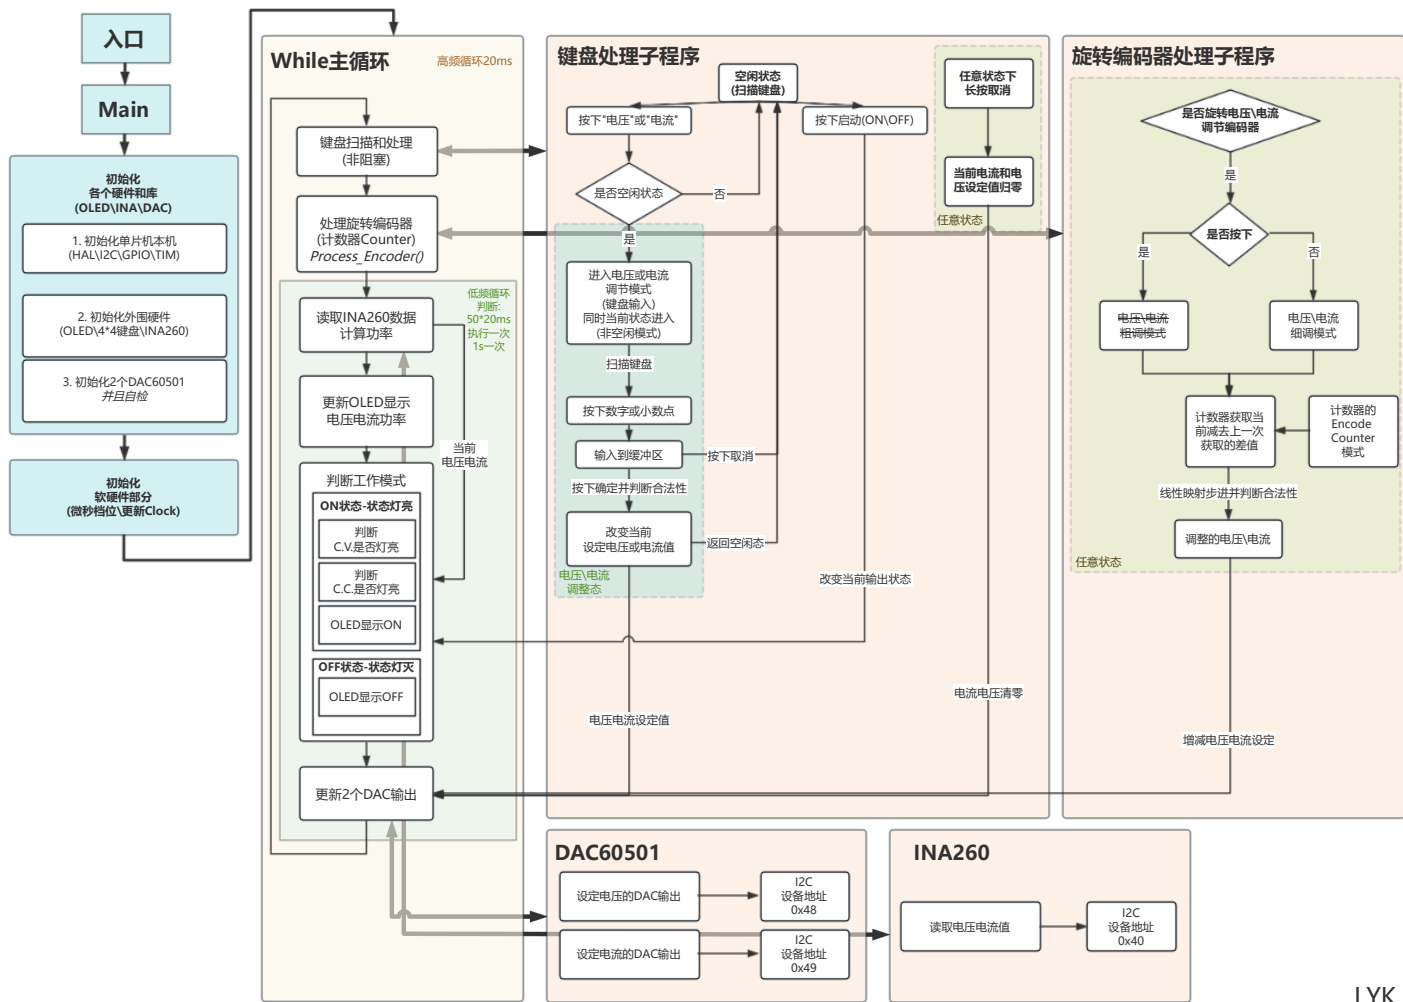 入口
Main
初始化
各个硬件和库
(OLED\INA\DAC)
1. 初始化单片机本机
(HAL\I2C\GPIO\TIM)
2. 初始化外围硬件
(OLED\4*4键盘\INA260)
3. 初始化2个DAC60501
并且自检
初始化
软硬件部分
(微秒档位\更新Clock)
While主循环
高频循环20ms
键盘扫描和处理
(非阻塞)
处理旋转编码器
(计数器Counter)
Process_Encoder()
低频循环
判断:
50*20ms
执行一次
1s一次
读取INA260数据
计算功率
更新OLED显示
电压电流功率
当前
电压电流
判断工作模式
ON状态-状态灯亮
判断
C.V.是否灯亮
判断
C.C.是否灯亮
OLED显示ON
OFF状态-状态灯灭
OLED显示OFF
更新2个DAC输出
键盘处理子程序
空闲状态
(扫描键盘)
按下"电压"或"电流"
按下启动(ON\OFF)
是否空闲状态
否
是
进入电压或电流
调节模式
(键盘输入)
同时当前状态进入
(非空闲模式)
扫描键盘
按下数字或小数点
输入到缓冲区
按下取消
按下确定并判断合法性
改变当前
设定电压或电流值
返回空闲态
电压\电流
调整态
改变当前输出状态
电压电流设定值
任意状态下
长按取消
当前电流和电
压设定值归零
任意状态
电流电压清零
旋转编码器处理子程序
是否旋转电压\电流
调节编码器
是
是否按下
是
否
电压\电流
粗调模式
电压\电流
细调模式
计数器获取当
前减去上一次
获取的差值
计数器的
Encode
Counter
模式
线性映射步进并判断合法性
调整的电压\电流
任意状态
增减电压电流设定
DAC60501
设定电压的DAC输出
I2C
设备地址
0x48
设定电流的DAC输出
I2C
设备地址
0x49
INA260
读取电压电流值
I2C
设备地址
0x40
LYK